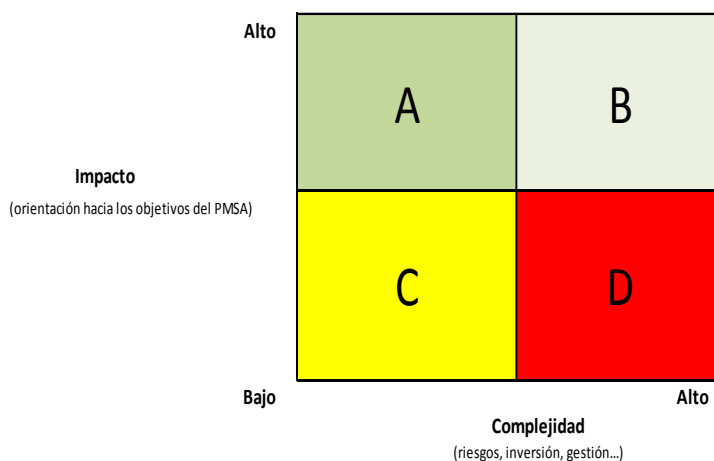 Alto
A
B
Impacto
(orientación hacia los objetivos del PMSA)
C
D
Bajo
Alto
Complejidad
(riesgos, inversión, gestión...)